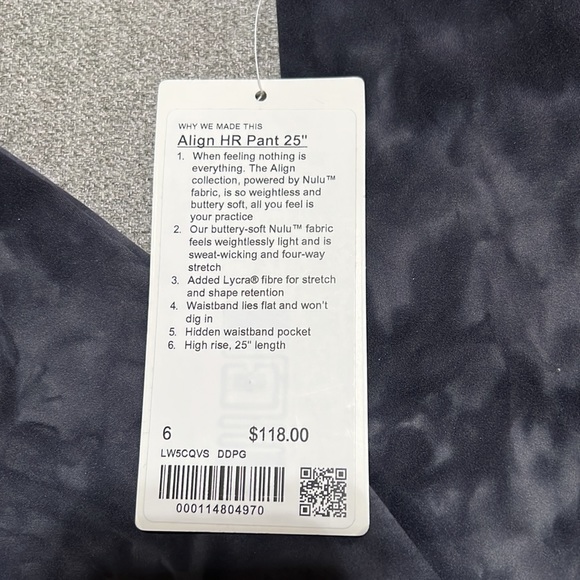 WHY WE MADE THIS
Align HR Pant 25"
1. When feeling nothing is
everything. The Align
collection, powered by Nulu™
fabric, is so weightless and
buttery soft, all you feel is
your practice
2. Our buttery-soft Nulu™ fabric
feels weightlessly light and is
sweat-wicking and four-way
stretch
3. Added Lycra® fibre for stretch
and shape retention
4. Waistband lies flat and won't
dig in
5. Hidden waistband pocket
6. High rise, 25" length
6 $118.00
LW5CQVS DDPG
000114804970